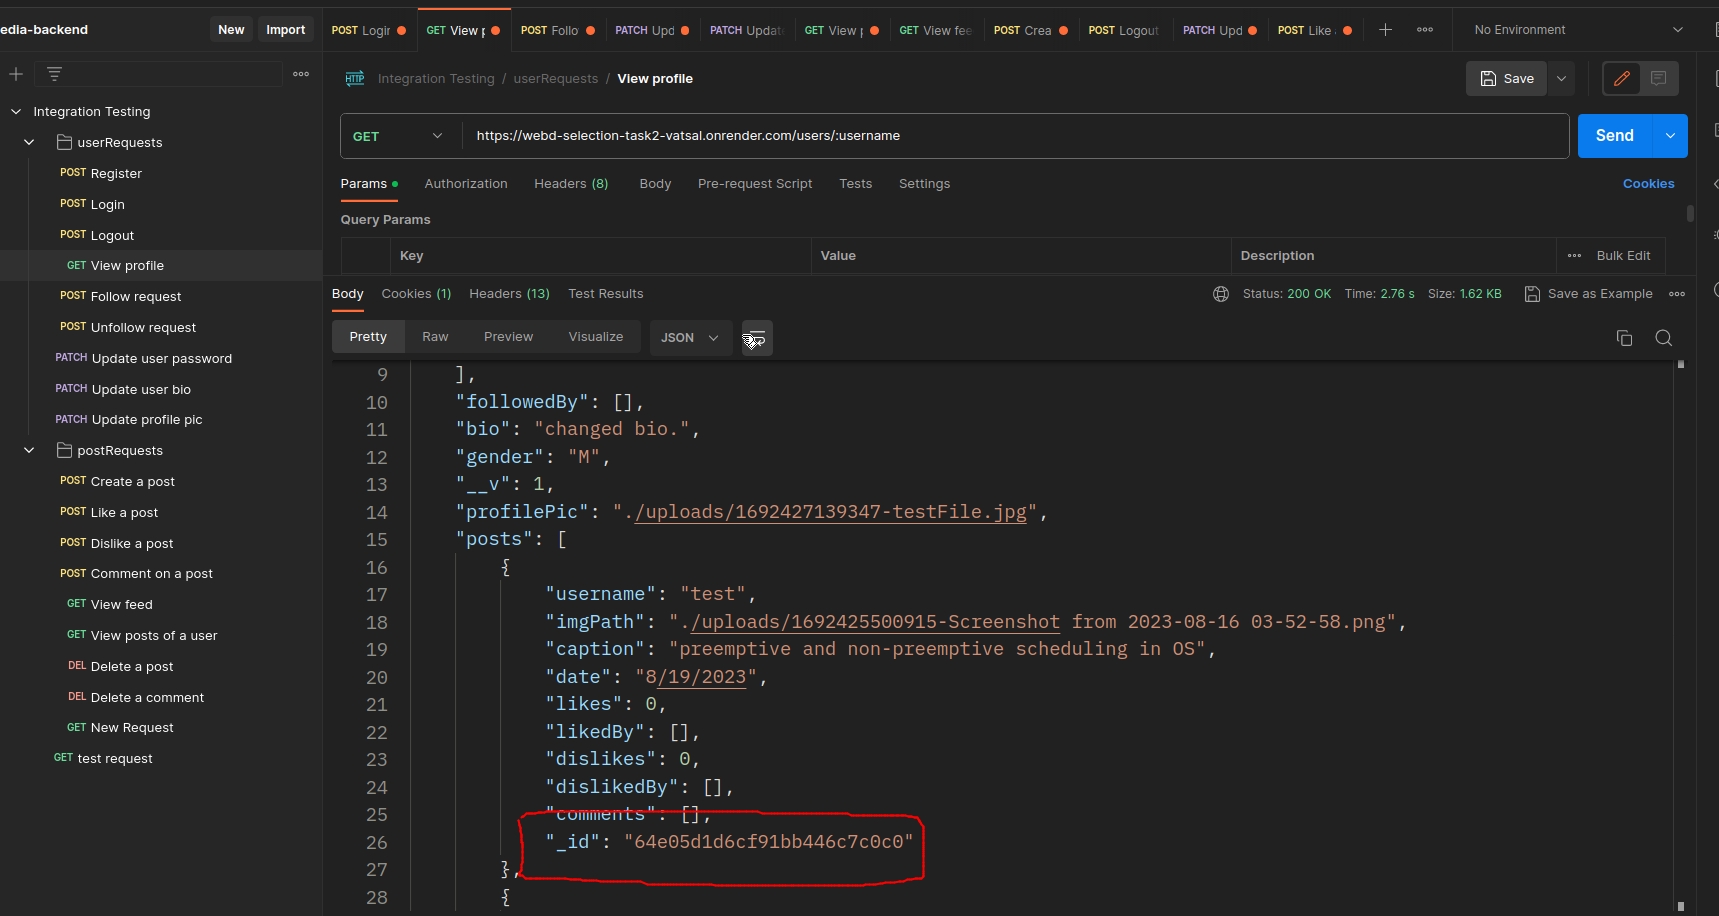 edia-backend New Import
POST Login GET View p POST Follo PATCH Upd PATCH Updat GET View p GET View fee POST Crea POST Logout PATCH Upd POST Like No Environment
Integration Testing / userRequests / View profile Save
GET https://webd-selection-task2-vatsal.onrender.com/users/:username Send
Params Authorization Headers (8) Body Pre-request Script Tests Settings Cookies
Query Params
Key Value Description Bulk Edit
Body Cookies (1) Headers (13) Test Results Status: 200 OK Time: 2.76 s Size: 1.62 KB Save as Example
Pretty Raw Preview Visualize JSON
Integration Testing
userRequests
POST Register
POST Login
POST Logout
GET View profile
POST Follow request
POST Unfollow request
PATCH Update user password
PATCH Update user bio
PATCH Update profile pic
postRequests
POST Create a post
POST Like a post
POST Dislike a post
POST Comment on a post
GET View feed
GET View posts of a user
DEL Delete a post
DEL Delete a comment
GET New Request
GET test request
9 ],
10 "followedBy": [],
11 "bio": "changed bio.",
12 "gender": "M",
13 "__v": 1,
14 "profilePic": "./uploads/1692427139347-testFile.jpg",
15 "posts": [
16 {
17 "username": "test",
18 "imgPath": "./uploads/1692425500915-Screenshot from 2023-08-16 03-52-58.png",
19 "caption": "preemptive and non-preemptive scheduling in OS",
20 "date": "8/19/2023",
21 "likes": 0,
22 "likedBy": [],
23 "dislikes": 0,
24 "dislikedBy": [],
25 "comments": [],
26 "_id": "64e05d1d6cf91bb446c7c0c0"
27 },
28 {